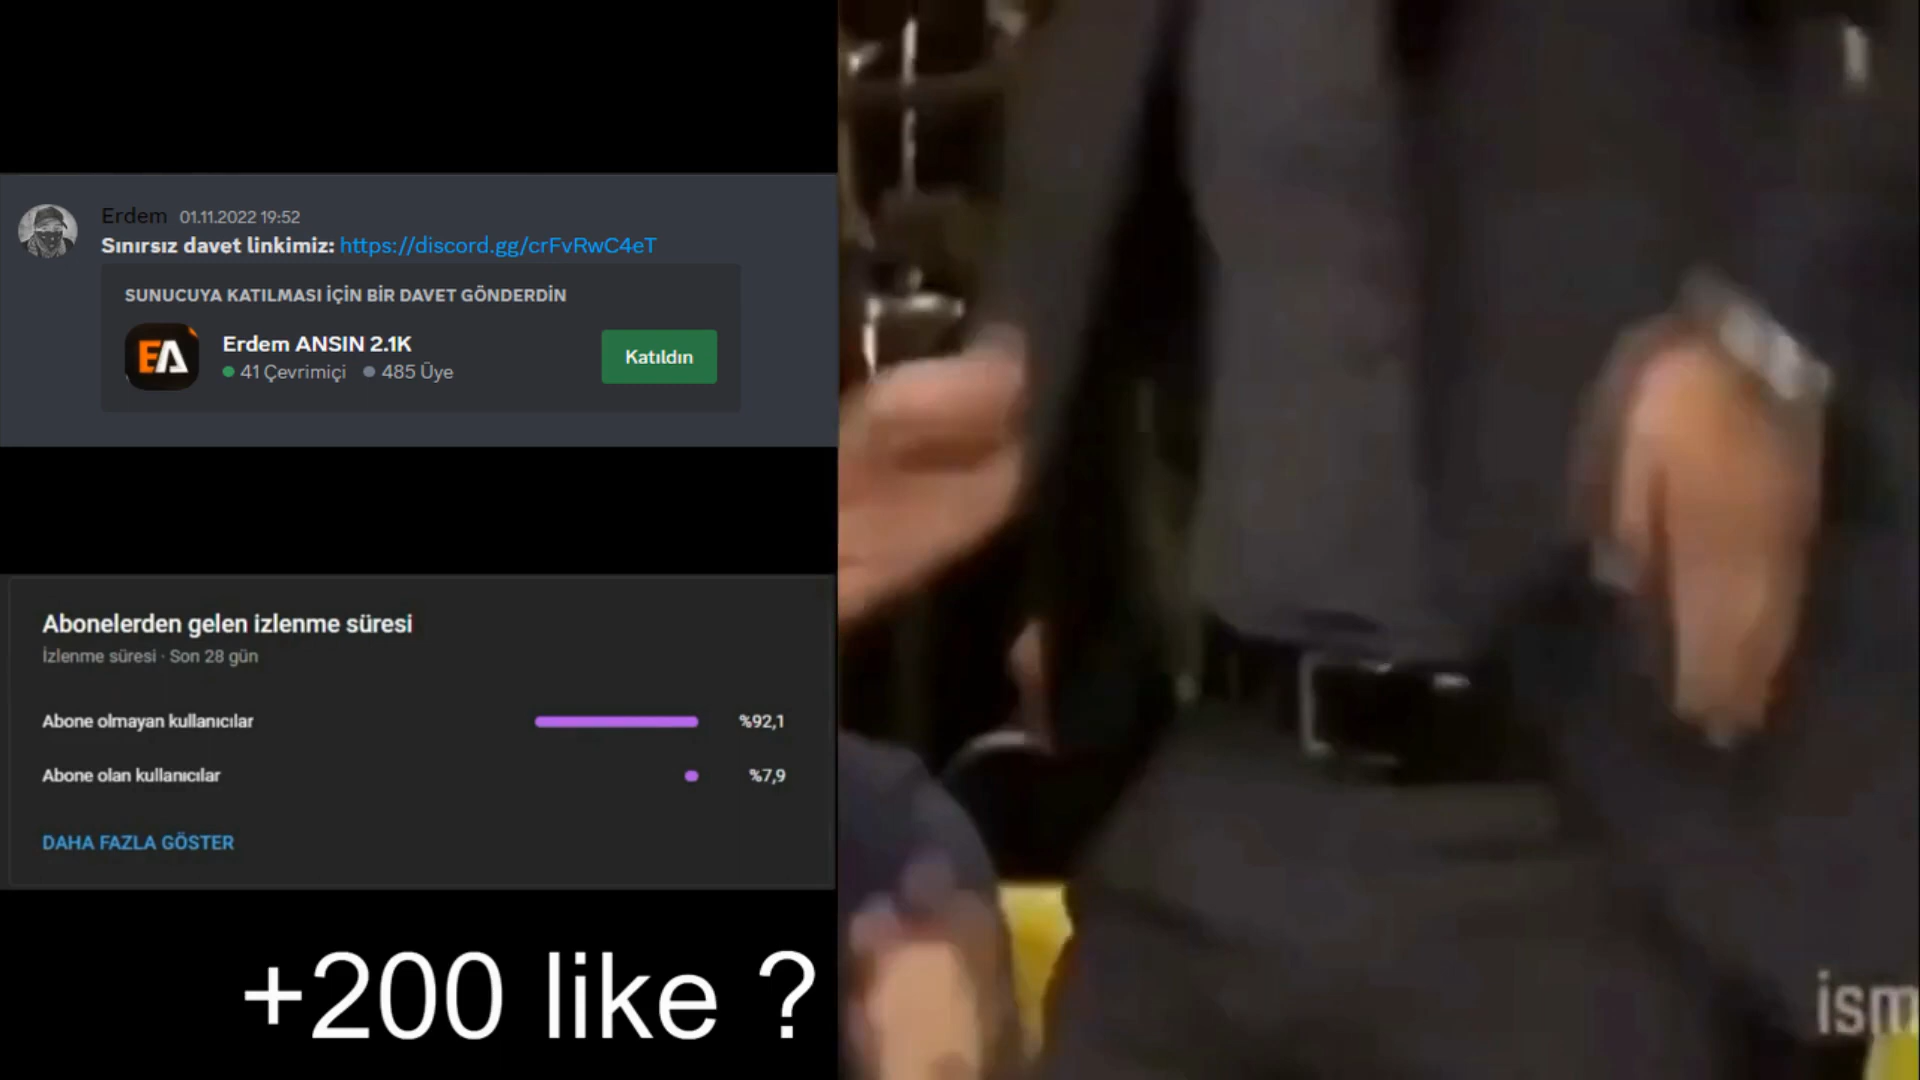 Erdem 01.11.2022 19:52
Sınırsız davet linkimiz: https://discord.gg/crFvRwC4eT
SUNUCUYA KATILMASI İÇİN BİR DAVET GÖNDERDİN
EA
Erdem ANSIN 2.1K
41 Çevrimiçi 485 Üye
Katıldın
Abonelerden gelen izlenme süresi
İzlenme süresi · Son 28 gün
Abone olmayan kullanıcılar %92,1
Abone olan kullanıcılar %7,9
DAHA FAZLA GÖSTER
+200 like ?
ism